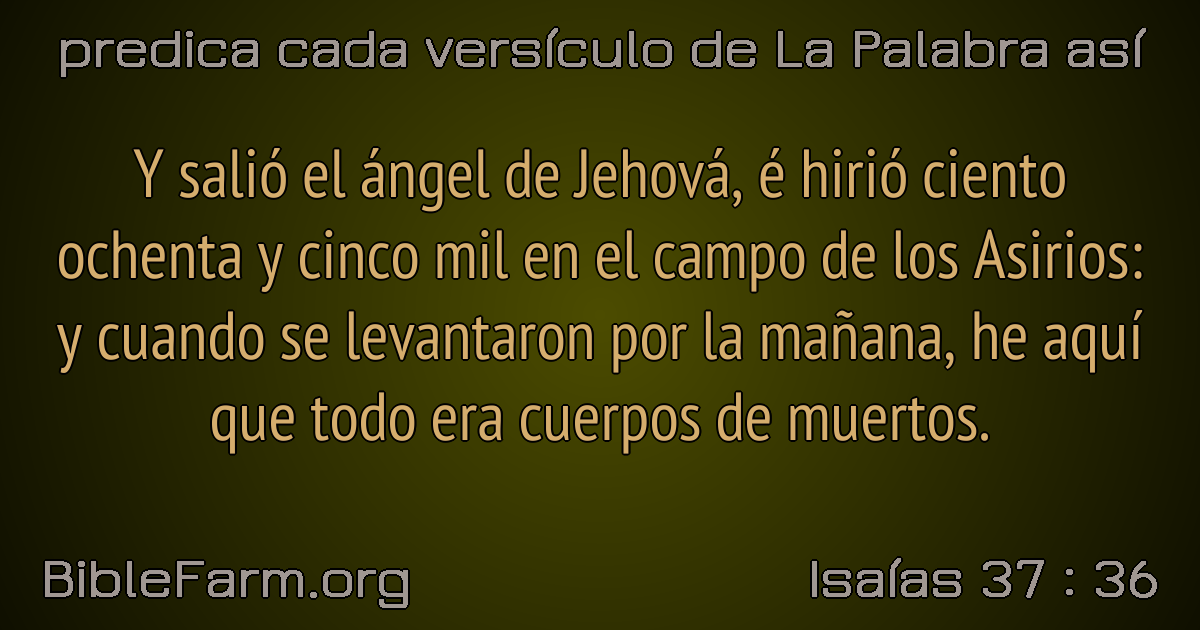 predica cada versículo de La Palabra así
Y salió el ángel de Jehová, é hirió ciento
ochenta y cinco mil en el campo de los Asirios:
y cuando se levantaron por la mañana, he aquí
que todo era cuerpos de muertos.
BibleFarm.org
Isaías 37 : 36